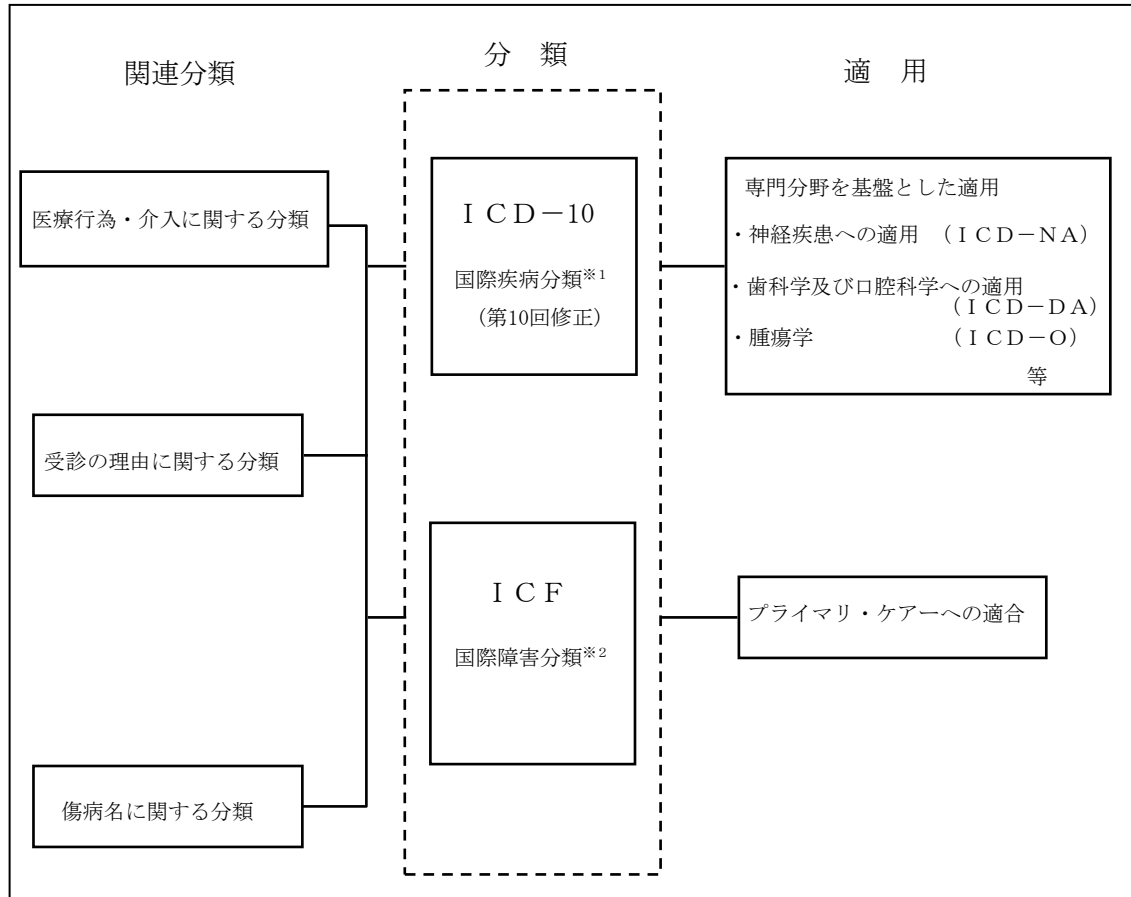 関連分類
分　類
適　用
医療行為・介入に関する分類
受診の理由に関する分類
傷病名に関する分類
ＩＣＤ－10
国際疾病分類※1
（第10回修正）
ＩＣＦ
国際障害分類※2
専門分野を基盤とした適用
・神経疾患への適用　（ＩＣＤ－ＮＡ）
・歯科学及び口腔科学への適用
（ＩＣＤ－ＤＡ）
・腫瘍学　（ＩＣＤ－Ｏ）
等
プライマリ・ケアーへの適合